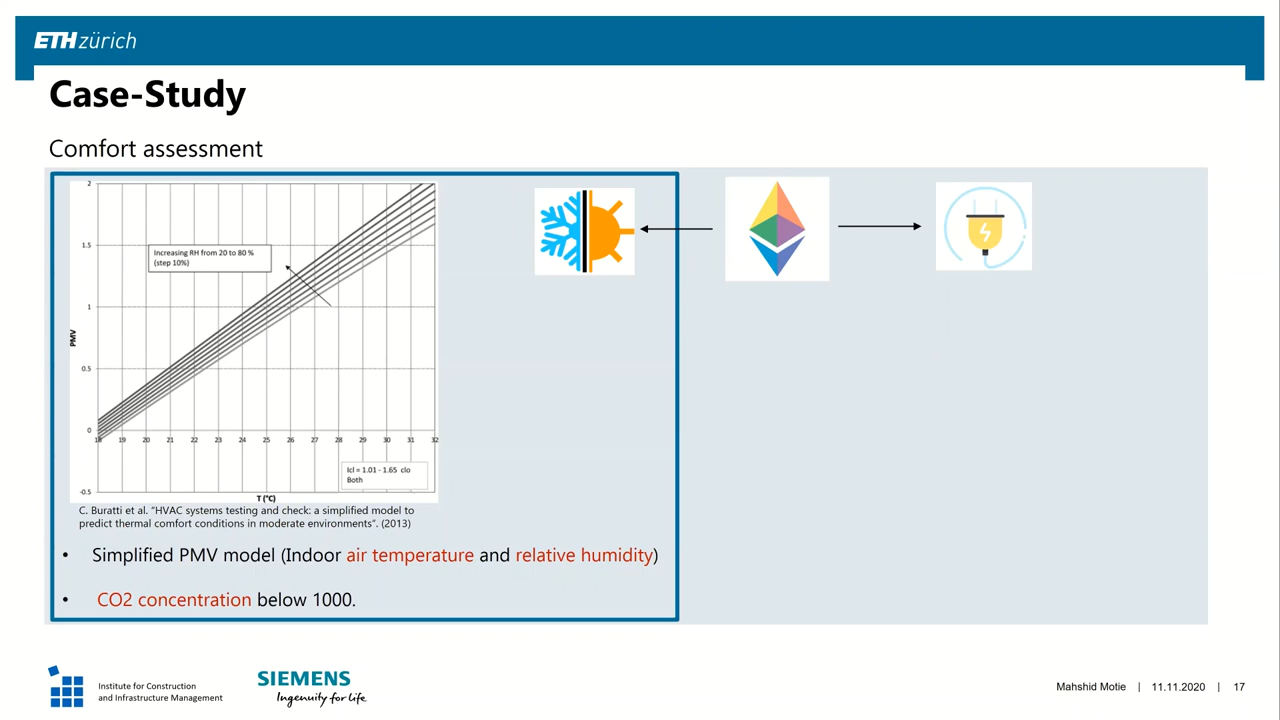 ETH zürich
Case-Study
Comfort assessment
2
1.5
1
0.5
0
-0.5
PMV
Increasing RH from 20 to 80 %
(step 10%)
18 19 20 21 22 23 24 25 26 27 28 29 30 31 32
Icl = 1.01 - 1.65 clo
Both
T (°C)
C. Buratti et al. “HVAC systems testing and check: a simplified model to
predict thermal comfort conditions in moderate environments”. (2013)
• Simplified PMV model (Indoor air temperature and relative humidity)
• CO2 concentration below 1000.
Institute for Construction
and Infrastructure Management
SIEMENS
Ingenuity for life
Mahshid Motie | 11.11.2020 | 17